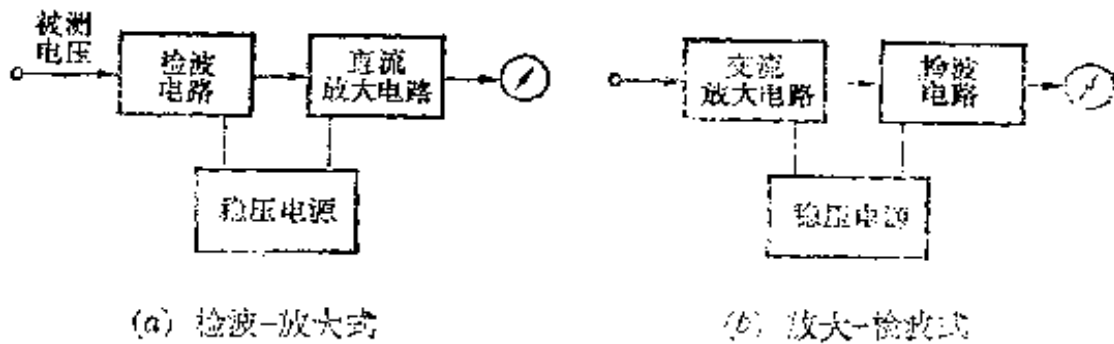 被测
电压
检波
电路
直流
放大电路
稳压电源
(a) 检波-放大式
交流
放大电路
检波
电路
稳压电源
(b) 放大-检波式